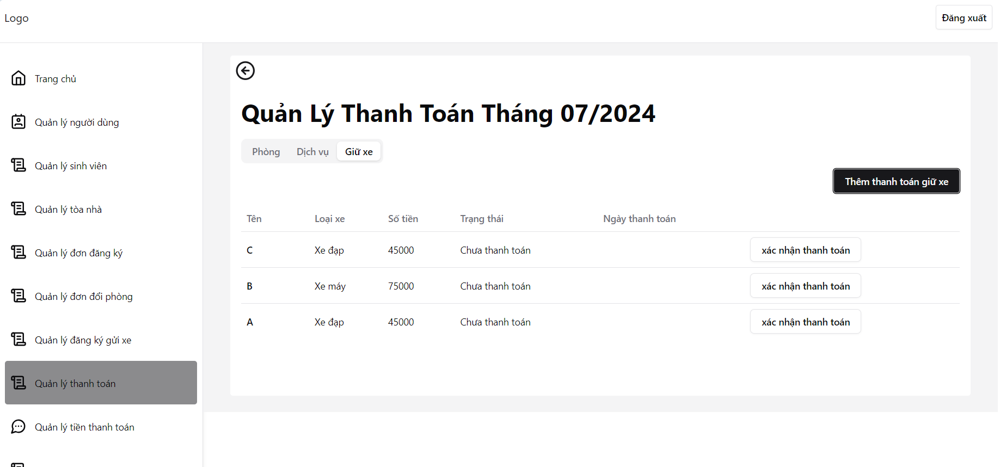 Logo
Đăng xuất
Trang chủ
Quản lý người dùng
Quản lý sinh viên
Quản lý tòa nhà
Quản lý đơn đăng ký
Quản lý đơn đổi phòng
Quản lý đăng ký gửi xe
Quản lý thanh toán
Quản lý tiền thanh toán
Quản Lý Thanh Toán Tháng 07/2024
Phòng Dịch vụ Giữ xe
Thêm thanh toán giữ xe
Tên Loại xe Số tiền Trạng thái Ngày thanh toán
C Xe đạp 45000 Chưa thanh toán xác nhận thanh toán
B Xe máy 75000 Chưa thanh toán xác nhận thanh toán
A Xe đạp 45000 Chưa thanh toán xác nhận thanh toán